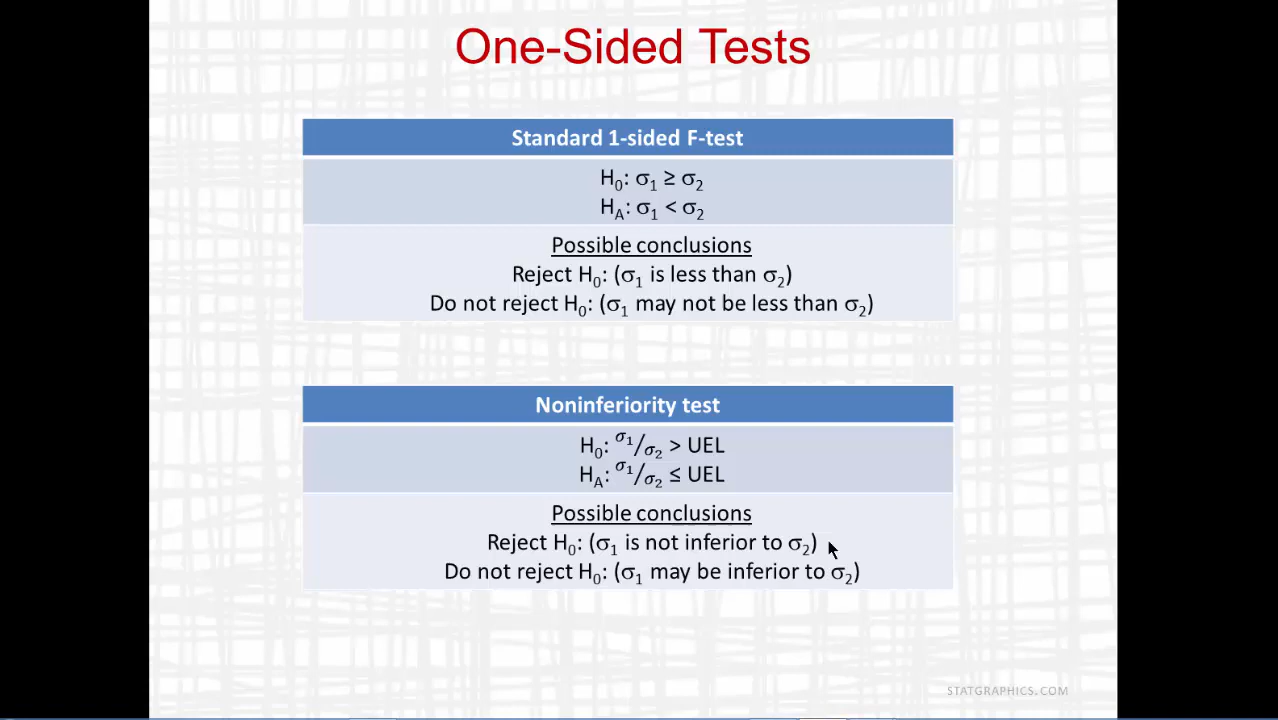 One-Sided Tests
Standard 1-sided F-test
H₀: σ₁ ≥ σ₂
H_A: σ₁ < σ₂
Possible conclusions
Reject H₀: (σ₁ is less than σ₂)
Do not reject H₀: (σ₁ may not be less than σ₂)
Noninferiority test
H₀: σ₁/σ₂ > UEL
H_A: σ₁/σ₂ ≤ UEL
Possible conclusions
Reject H₀: (σ₁ is not inferior to σ₂)
Do not reject H₀: (σ₁ may be inferior to σ₂)
STATGRAPHICS.COM